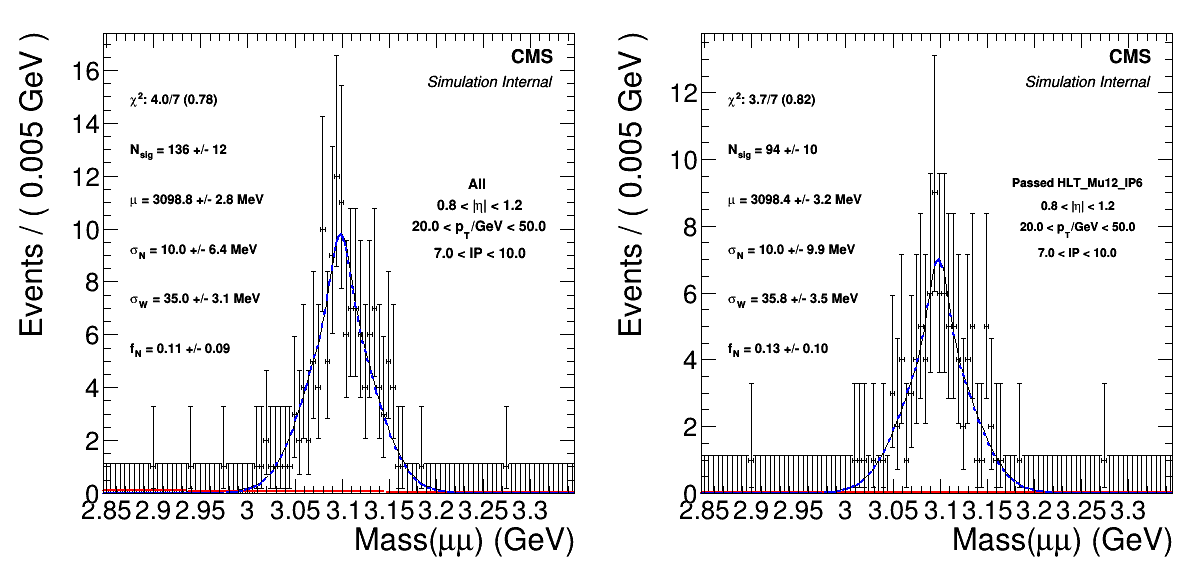 Events / ( 0.005 GeV )
16
14
12
10
8
6
4
2
0
CMS
Simulation Internal
χ²: 4.0/7 (0.78)
N_sig = 136 +/- 12
μ = 3098.8 +/- 2.8 MeV
σ_N = 10.0 +/- 6.4 MeV
σ_W = 35.0 +/- 3.1 MeV
f_N = 0.11 +/- 0.09
All
0.8 < |η| < 1.2
20.0 < p_T/GeV < 50.0
7.0 < IP < 10.0
2.85 2.9 2.95 3 3.05 3.1 3.15 3.2 3.25 3.3
Mass(μμ) (GeV)
Events / ( 0.005 GeV )
12
10
8
6
4
2
0
CMS
Simulation Internal
χ²: 3.7/7 (0.82)
N_sig = 94 +/- 10
μ = 3098.4 +/- 3.2 MeV
σ_N = 10.0 +/- 9.9 MeV
σ_W = 35.8 +/- 3.5 MeV
f_N = 0.13 +/- 0.10
Passed HLT_Mu12_IP6
0.8 < |η| < 1.2
20.0 < p_T/GeV < 50.0
7.0 < IP < 10.0
2.85 2.9 2.95 3 3.05 3.1 3.15 3.2 3.25 3.3
Mass(μμ) (GeV)